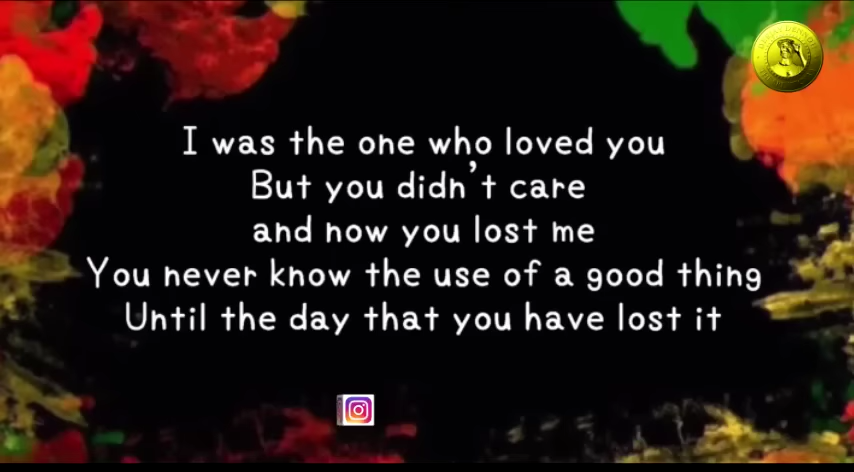 I was the one who loved you
But you didn't care
and now you lost me
You never know the use of a good thing
Until the day that you have lost it